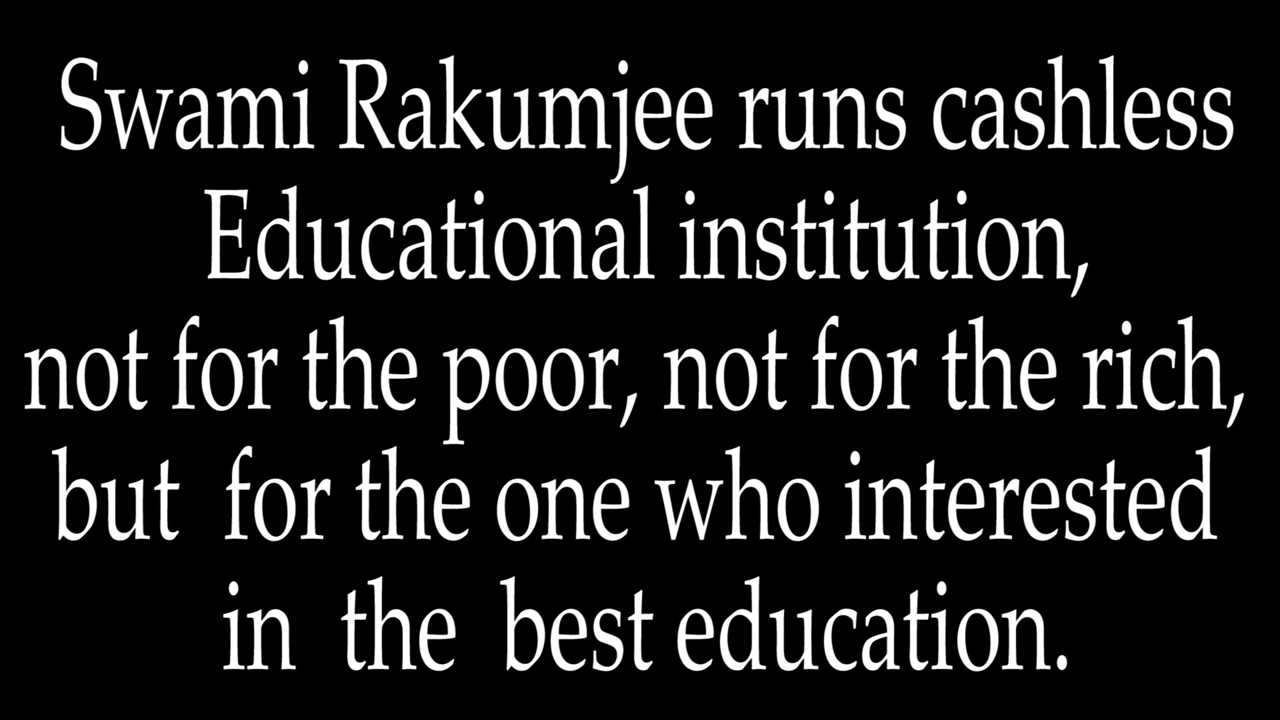 Swami Rakumjee runs cashless
Educational institution,
not for the poor, not for the rich,
but for the one who interested
in the best education.